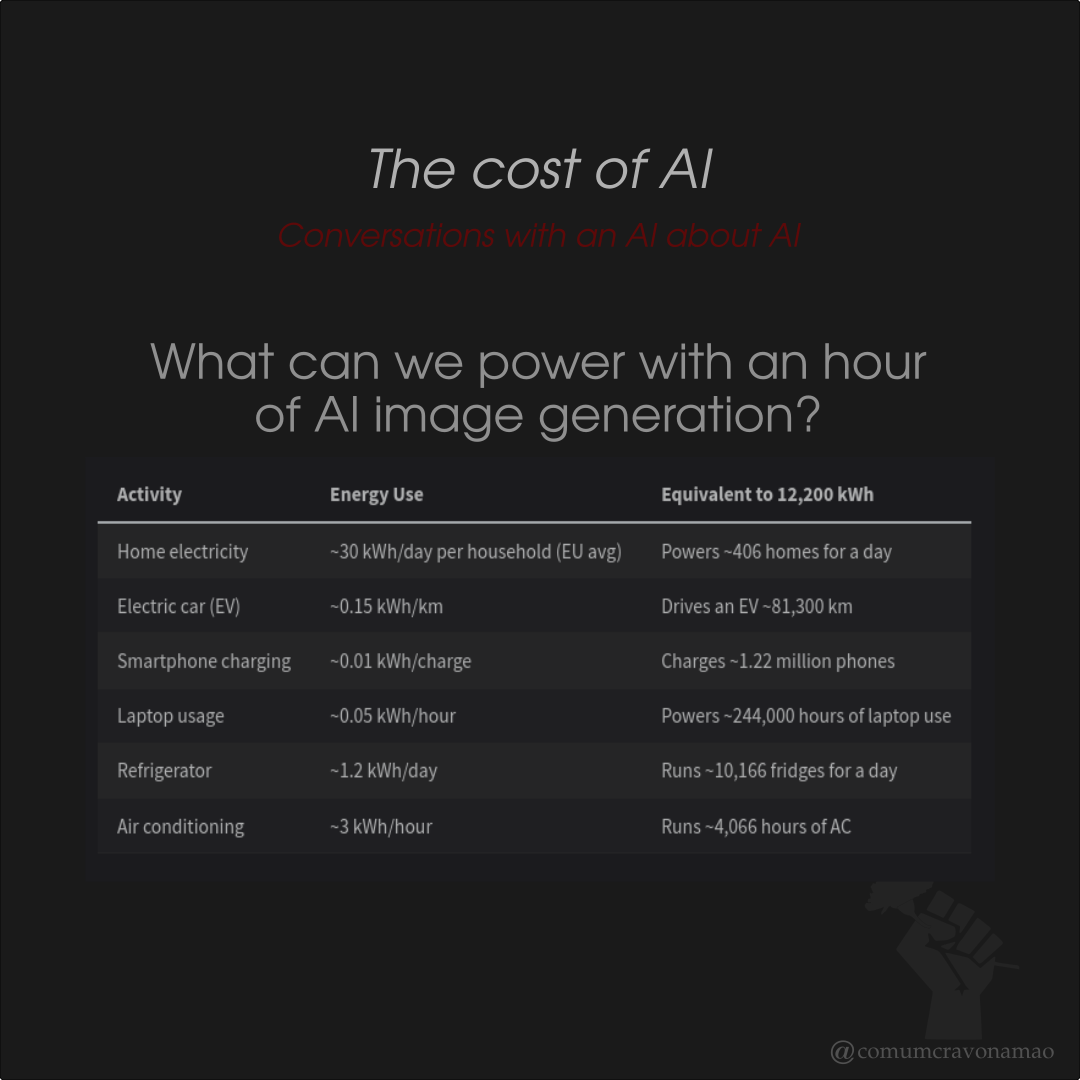 The cost of AI
Conversations with an AI about AI
What can we power with an hour
of AI image generation?
Activity Energy Use Equivalent to 12,200 kWh
Home electricity ~30 kWh/day per household (EU avg) Powers ~406 homes for a day
Electric car (EV) ~0.15 kWh/km Drives an EV ~81,300 km
Smartphone charging ~0.01 kWh/charge Charges ~1.22 million phones
Laptop usage ~0.05 kWh/hour Powers ~244,000 hours of laptop use
Refrigerator ~1.2 kWh/day Runs ~10,166 fridges for a day
Air conditioning ~3 kWh/hour Runs ~4,066 hours of AC
@comumcravonamao